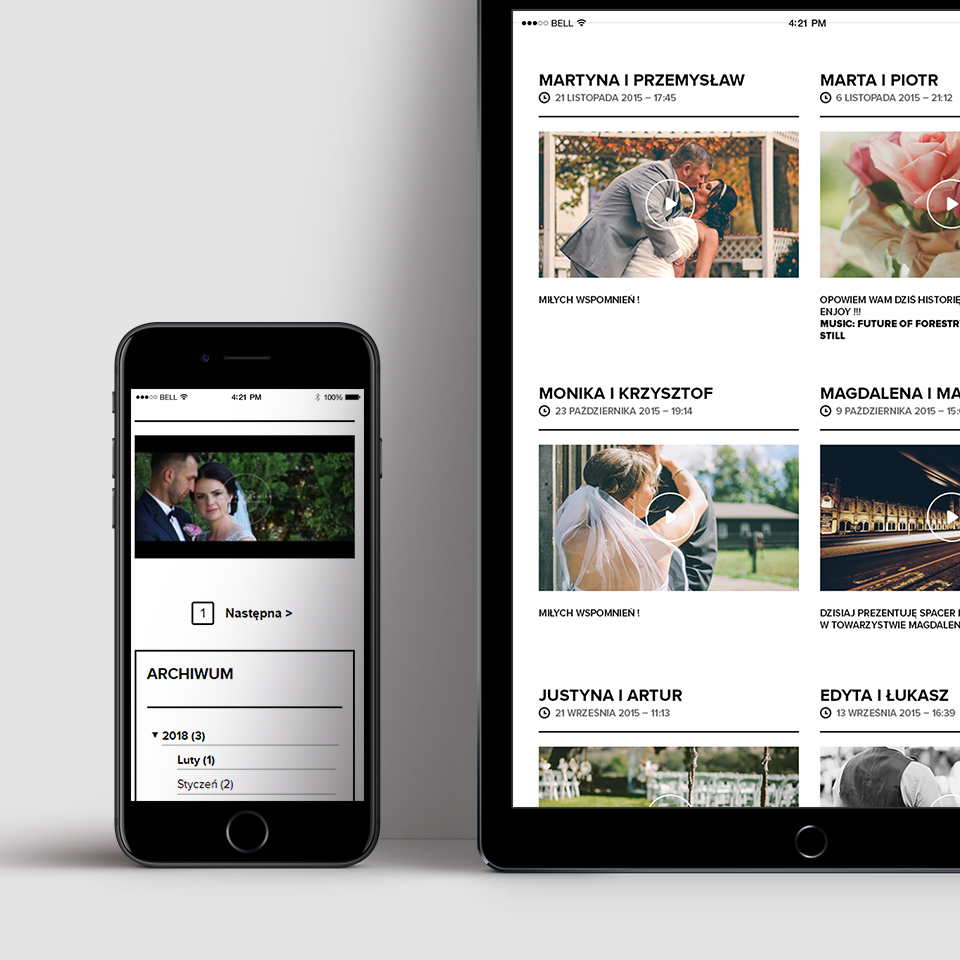 BELL
4:21 PM
100%
1
Następna >
ARCHIWUM
2018 (3)
Luty (1)
Styczeń (2)
BELL
4:21 PM
MARTYNA I PRZEMYSŁAW
21 LISTOPADA 2015 – 17:45
MIŁYCH WSPOMNIEŃ !
MARTA I PIOTR
6 LISTOPADA 2015 – 21:12
OPOWIEM WAM DZIŚ HISTORIĘ
ENJOY !!!
MUSIC: FUTURE OF FORESTR
STILL
MONIKA I KRZYSZTOF
23 PAŹDZIERNIKA 2015 – 19:14
MIŁYCH WSPOMNIEŃ !
MAGDALENA I MA
9 PAŹDZIERNIKA 2015 – 15:
DZISIAJ PREZENTUJĘ SPACER
W TOWARZYSTWIE MAGDALEN
JUSTYNA I ARTUR
21 WRZEŚNIA 2015 – 11:13
EDYTA I ŁUKASZ
13 WRZEŚNIA 2015 – 16:39